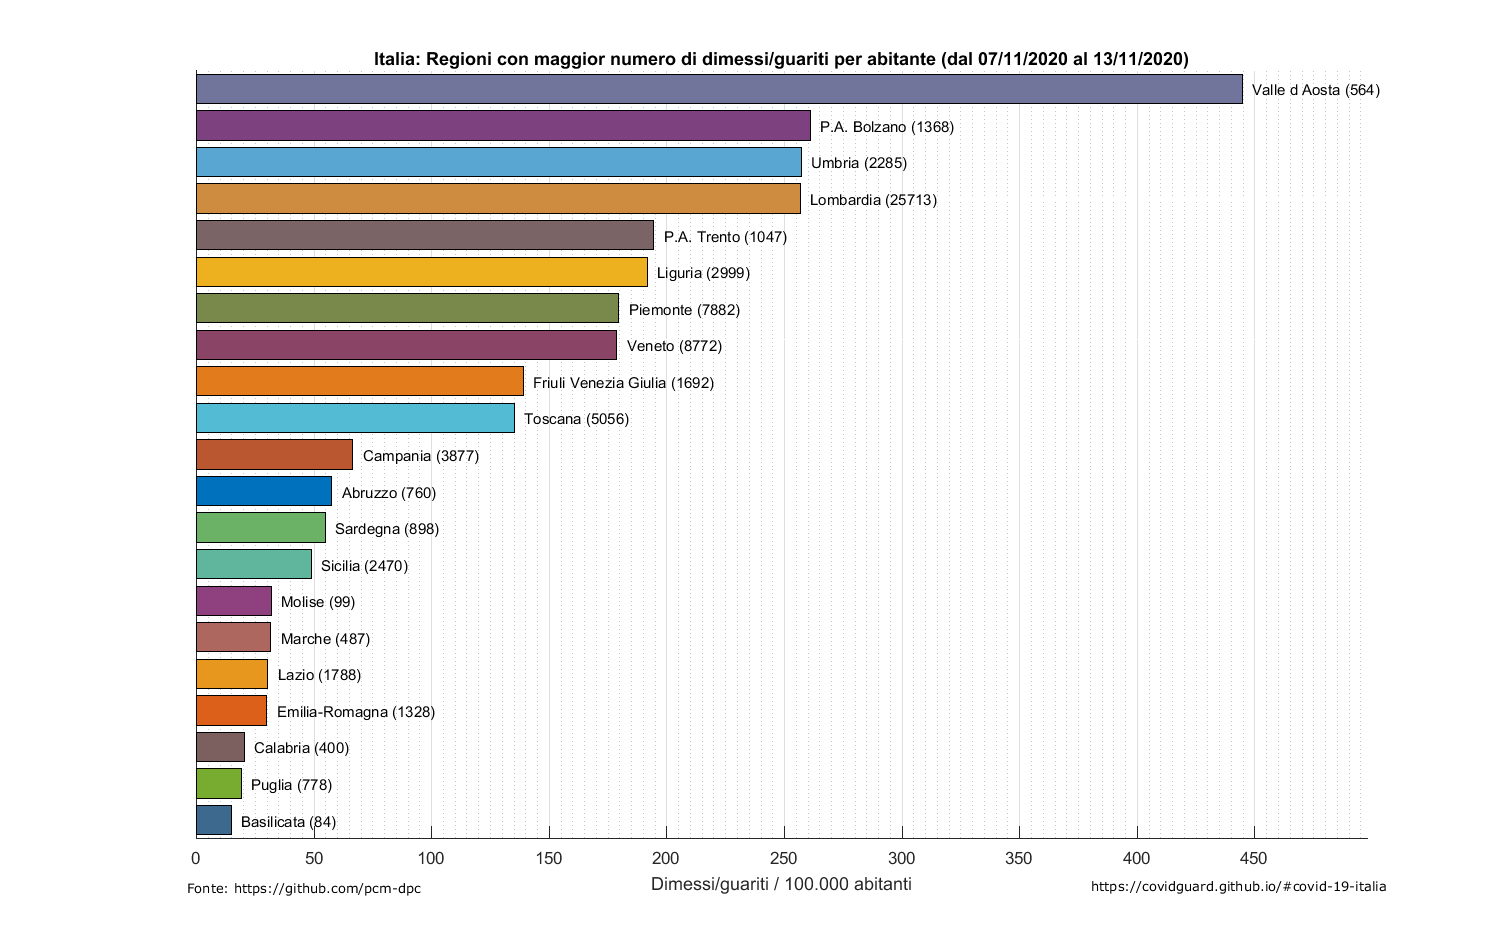 Italia: Regioni con maggior numero di dimessi/guariti per abitante (dal 07/11/2020 al 13/11/2020)
Valle d Aosta (564)
P.A. Bolzano (1368)
Umbria (2285)
Lombardia (25713)
P.A. Trento (1047)
Liguria (2999)
Piemonte (7882)
Veneto (8772)
Friuli Venezia Giulia (1692)
Toscana (5056)
Campania (3877)
Abruzzo (760)
Sardegna (898)
Sicilia (2470)
Molise (99)
Marche (487)
Lazio (1788)
Emilia-Romagna (1328)
Calabria (400)
Puglia (778)
Basilicata (84)
0 50 100 150 200 250 300 350 400 450
Dimessi/guariti / 100.000 abitanti
Fonte: https://github.com/pcm-dpc
https://covidguard.github.io/#covid-19-italia